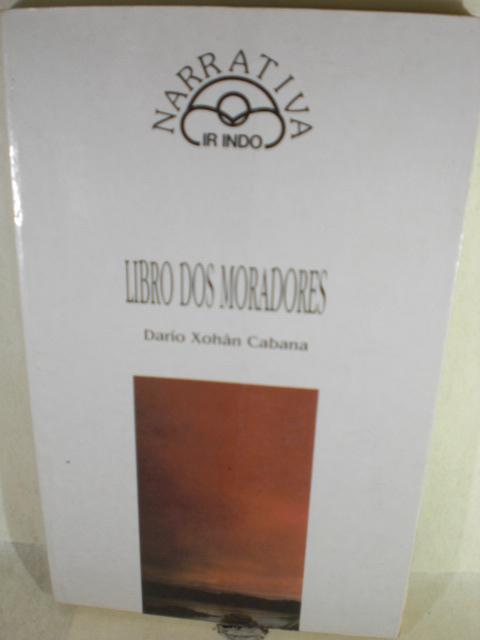 NARRATIVA
IR INDO
LIBRO DOS MORADORES
Darío Xohán Cabana